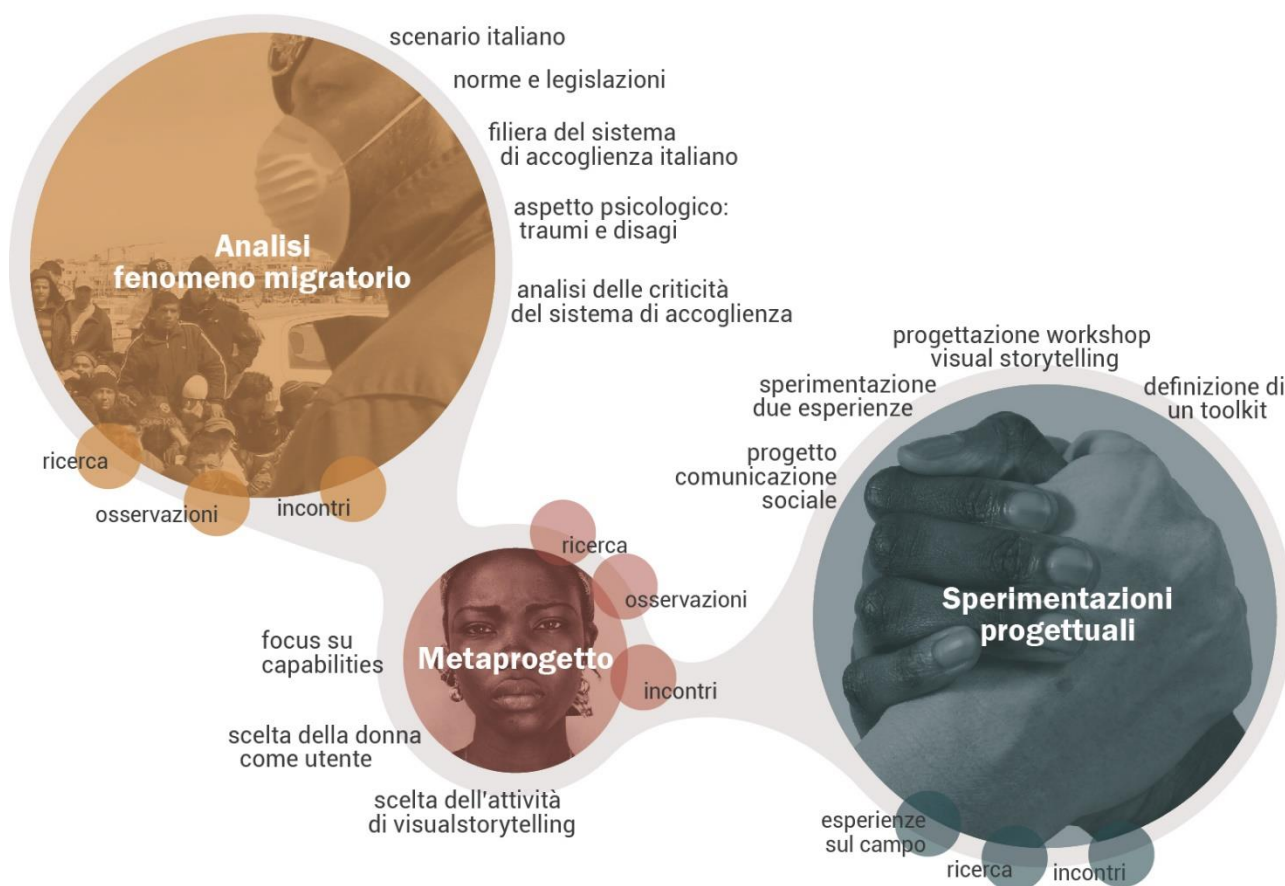 scenario italiano
norme e legislazioni
filiera del sistema
di accoglienza italiano
aspetto psicologico:
traumi e disagi
analisi delle criticità
del sistema di accoglienza
Analisi
fenomeno migratorio
ricerca
osservazioni
incontri
ricerca
osservazioni
incontri
Metaprogetto
focus su
capabilities
scelta della donna
come utente
scelta dell'attività
di visualstorytelling
progettazione workshop
visual storytelling
sperimentazione
due esperienze
definizione di
un toolkit
progetto
comunicazione
sociale
Sperimentazioni
progettuali
esperienze
sul campo
ricerca
incontri